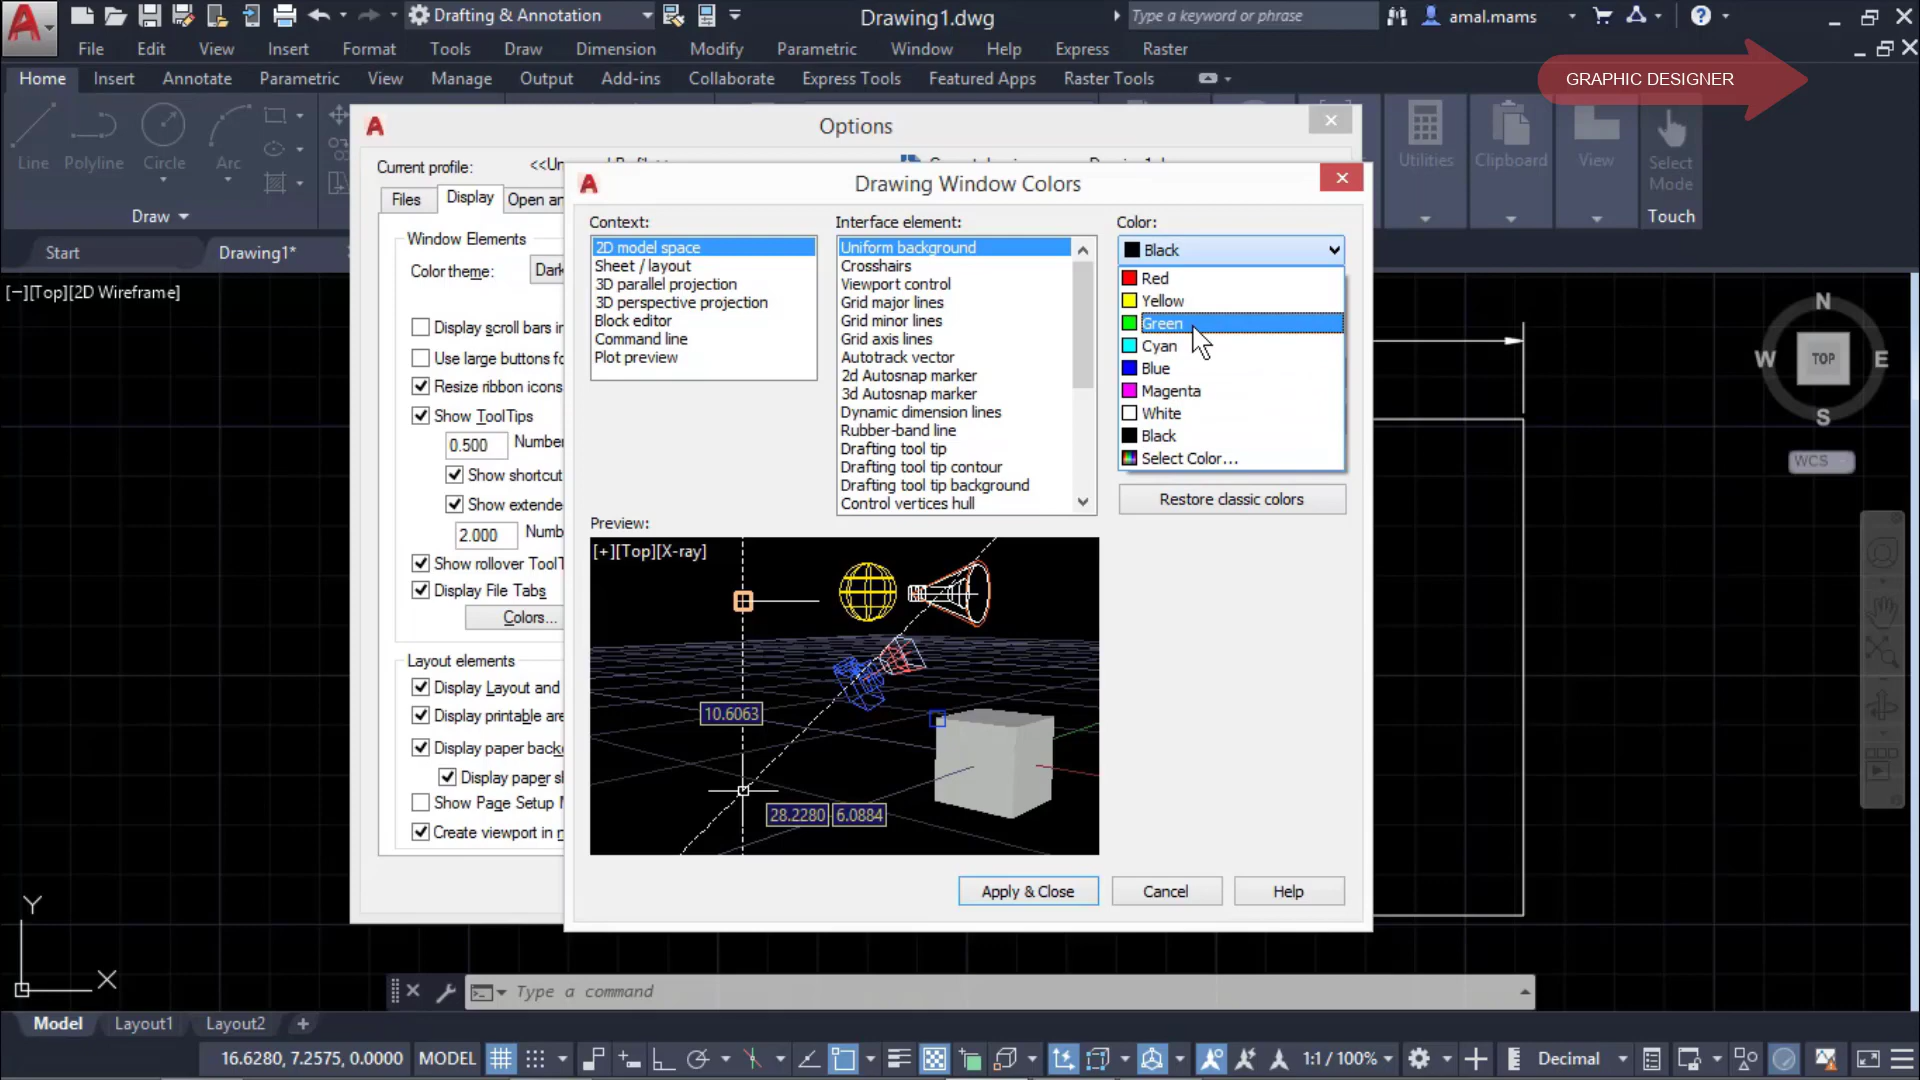 Drafting & Annotation
Drawing1.dwg
Type a keyword or phrase
amal.mams
File Edit View Insert Format Tools Draw Dimension Modify Parametric Window Help Express Raster
Home Insert Annotate Parametric View Manage Output Add-ins Collaborate Express Tools Featured Apps Raster Tools
GRAPHIC DESIGNER
Line Polyline Circle Arc
Draw
Utilities Clipboard View Select Mode
Touch
Start Drawing1*
[−][Top][2D Wireframe]
Options
Current profile:
Files Display
Window Elements
Color theme:
Display scroll bars
Use large buttons
Resize ribbon icons
Show ToolTips
0.500
Show shortcut
2.000
Show rollover
Display File Tabs
Colors...
Layout elements
Display Layout and
Display printable
Display paper
Display paper
Show Page Setup
Create viewport in
Drawing Window Colors
Context:
2D model space
Sheet / layout
3D parallel projection
3D perspective projection
Block editor
Command line
Plot preview
Interface element:
Uniform background
Crosshairs
Viewport control
Grid major lines
Grid minor lines
Grid axis lines
Autotrack vector
2d Autosnap marker
3d Autosnap marker
Dynamic dimension lines
Rubber-band line
Drafting tool tip
Drafting tool tip contour
Drafting tool tip background
Control vertices hull
Color:
Black
Red
Yellow
Green
Cyan
Blue
Magenta
White
Black
Select Color...
Restore classic colors
Preview:
[+][Top][X-ray]
10.6063
28.2280 6.0884
Apply & Close Cancel Help
N
W TOP E
S
WCS
Y
X
Type a command
Model Layout1 Layout2 +
16.6280, 7.2575, 0.0000 MODEL 1:1 / 100% Decimal